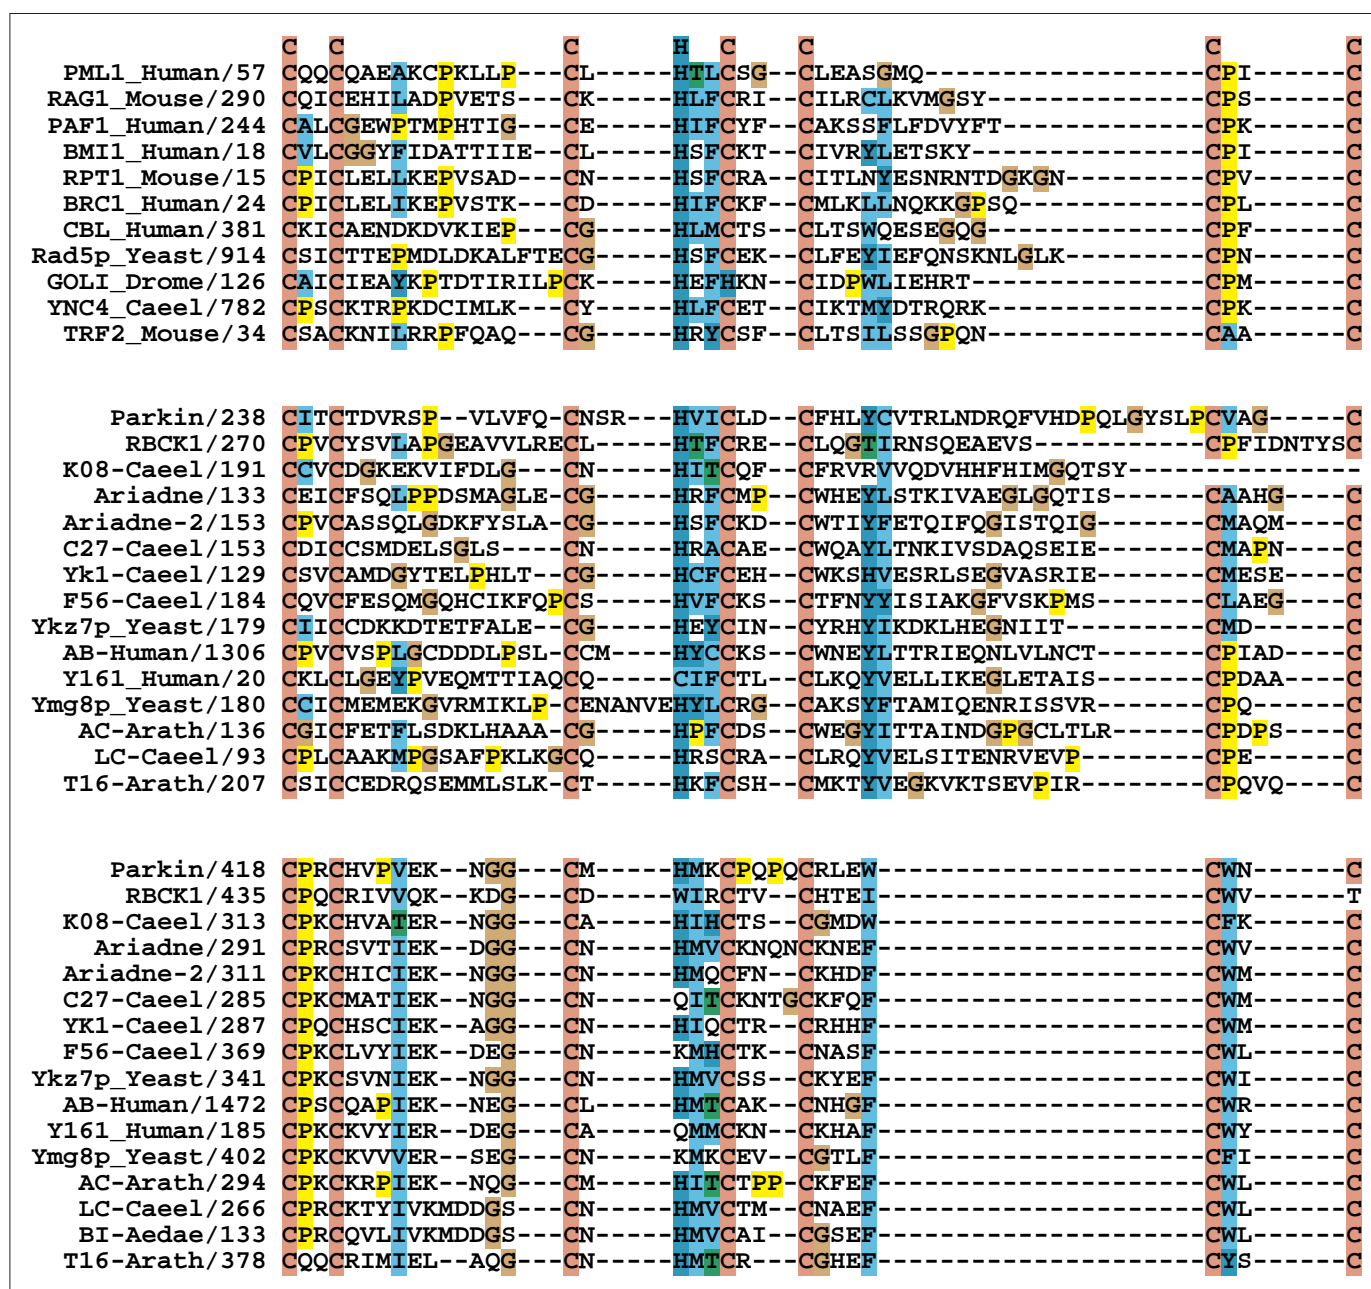 C C C H C C C C
PML1_Human/57 CQQCQAEAKCPKLLP---CL-----HTLCSG--CLEASGMQ------------------CPI------C
RAG1_Mouse/290 CQICEHILADPVETS---CK-----HLFCRI--CILRCLKVMGSY--------------CPS------C
PAF1_Human/244 CALCGEWPTMPHTIG---CE-----HIFCYF--CAKSSFLFDVYFT-------------CPK------C
BMI1_Human/18 CVLCGGYFIDATTIIE--CL-----HSFCKT--CIVRYLETSKY---------------CPI------C
RPT1_Mouse/15 CPICLELLKEPVSAD---CN-----HSFCRA--CITLNYESNRNTDGKGN---------CPV------C
BRC1_Human/24 CPICLELIKEPVSTK---CD-----HIFCKF--CMLKLLNQKKGPSQ------------CPL------C
CBL_Human/381 CKICAENDKDVKIEP---CG-----HLMCTS--CLTSWQESEGQG--------------CPF------C
Rad5p_Yeast/914 CSICTTEPMDLDKALFTECG-----HSFCEK--CLFEYIEFQNSKNLGLK---------CPN------C
GOLI_Drome/126 CAICIEAYKPTDTIRILPCK-----HEFHKN--CIDPWLIEHRT---------------CPM------C
YNC4_Caeel/782 CPSCKTRPKDCIMLK---CY-----HLFCET--CIKTMYDTRQRK--------------CPK------C
TRF2_Mouse/34 CSACKNILRRPFQAQ---CG-----HRYCSF--CLTSILSSGPQN--------------CAA------C
Parkin/238 CITCTDVRSP--VLVFQ-CNSR---HVICLD--CFHLYCVTRLNDRQFVHDPQLGYSLPCVAG-----C
RBCK1/270 CPVCYSVLAPGEAVVLRECL-----HTFCRE--CLQGTIRNSQEAEVS-----------CPFIDNTYSC
K08-Caeel/191 CCVCDGKEKVIFDLG---CN-----HITCQF--CFRVRVVQDVHHFHIMGQTSY---------------
Ariadne/133 CEICFSQLPPDSMAGLE-CG-----HRFCMP--CWHEYLSTKIVAEGLGQTIS------CAAHG----C
Ariadne-2/153 CPVCASSQLGDKFYSLA-CG-----HSFCKD--CWTIYFETQIFQGISTQIG-------CMAQM----C
C27-Caeel/153 CDICCSMDELSGLS----CN-----HRACAE--CWQAYLTNKIVSDAQSEIE-------CMAPN----C
Yk1-Caeel/129 CSVCAMDGYTELPHLT--CG-----HCFCEH--CWKSHVESRLSEGVASRIE-------CMESE----C
F56-Caeel/184 CQVCFESQMGQHCIKFQPCS-----HVFCKS--CTFNYYISIAKGFVSKPMS-------CLAEG----C
Ykz7p_Yeast/179 CIICCDKKDTETFALE--CG-----HEYCIN--CYRHYIKDKLHEGNIIT---------CMD------C
AB-Human/1306 CPVCVSPLGCDDDLPSL-CCM----HYCCKS--CWNEYLTTRIEQNLVLNCT-------CPIAD----C
Y161_Human/20 CKLCLGEYPVEQMTTIAQCQ-----CIFCTL--CLKQYVELLIKEGLETAIS-------CPDAA----C
Ymg8p_Yeast/180 CCICMEMEKGVRMIKLP-CENANVEHYLCRG--CAKSYFTAMIQENRISSVR-------CPQ------C
AC-Arath/136 CGICFETFLSDKLHAAA-CG-----HPFCDS--CWEGYITTAINDGPGCLTLR------CPDPS----C
LC-Caeel/93 CPLCAAKMPGSAFPKLKGCQ-----HRSCRA--CLRQYVELSITENRVEVP--------CPE------C
T16-Arath/207 CSICCEDRQSEMMLSLK-CT-----HKFCSH--CMKTYVEGKVKTSEVPIR--------CPQVQ----C
Parkin/418 CPRCHVPVEK--NGG---CM-----HMKCPQPQCRLEW---------------------CWN------C
RBCK1/435 CPQCRIVVQK--KDG---CD-----WIRCTV--CHTEI---------------------CWV------T
K08-Caeel/313 CPKCHVATER--NGG---CA-----HIHCTS--CGMDW---------------------CFK------C
Ariadne/291 CPRCSVTIEK--DGG---CN-----HMVCKNQNCKNEF---------------------CWV------C
Ariadne-2/311 CPKCHICIEK--NGG---CN-----HMQCFN--CKHDF---------------------CWM------C
C27-Caeel/285 CPKCMATIEK--NGG---CN-----QITCKNTGCKFQF---------------------CWM------C
YK1-Caeel/287 CPQCHSCIEK--AGG---CN-----HIQCTR--CRHHF---------------------CWM------C
F56-Caeel/369 CPKCLVYIEK--DEG---CN-----KMHCTK--CNASF---------------------CWL------C
Ykz7p_Yeast/341 CPKCSVNIEK--NGG---CN-----HMVCSS--CKYEF---------------------CWI------C
AB-Human/1472 CPSCQAPIEK--NEG---CL-----HMTCAK--CNHGF---------------------CWR------C
Y161_Human/185 CPKCKVYIER--DEG---CA-----QMMCKN--CKHAF---------------------CWY------C
Ymg8p_Yeast/402 CPKCKVVVER--SEG---CN-----KMKCEV--CGTLF---------------------CFI------C
AC-Arath/294 CPKCKRPIEK--NQG---CM-----HITCTPP-CKFEF---------------------CWL------C
LC-Caeel/266 CPRCKTYIVKMDDGS---CN-----HMVCTM--CNAEF---------------------CWL------C
BI-Aedae/133 CPRCQVLIVKMDDGS---CN-----HMVCAI--CGSEF---------------------CWL------C
T16-Arath/378 CQQCRIMIEL--AQG---CN-----HMTCR---CGHEF---------------------CYS------C